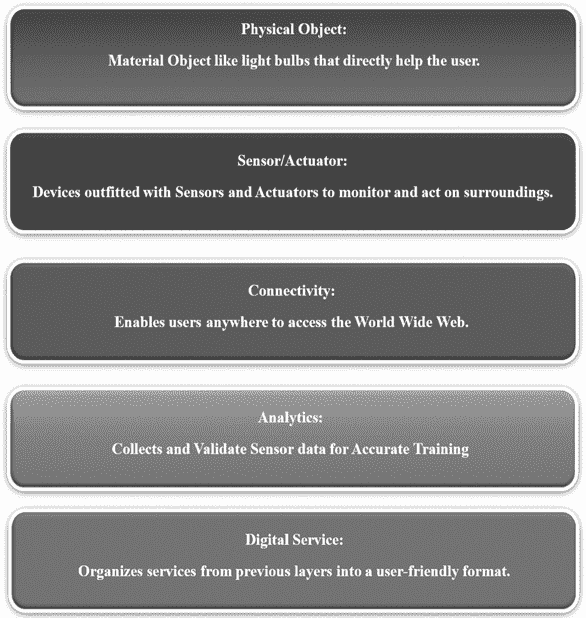 Physical Object:
Material Object like light bulbs that directly help the user.
Sensor/Actuator:
Devices outfitted with Sensors and Actuators to monitor and act on surroundings.
Connectivity:
Enables users anywhere to access the World Wide Web.
Analytics:
Collects and Validate Sensor data for Accurate Training
Digital Service:
Organizes services from previous layers into a user-friendly format.